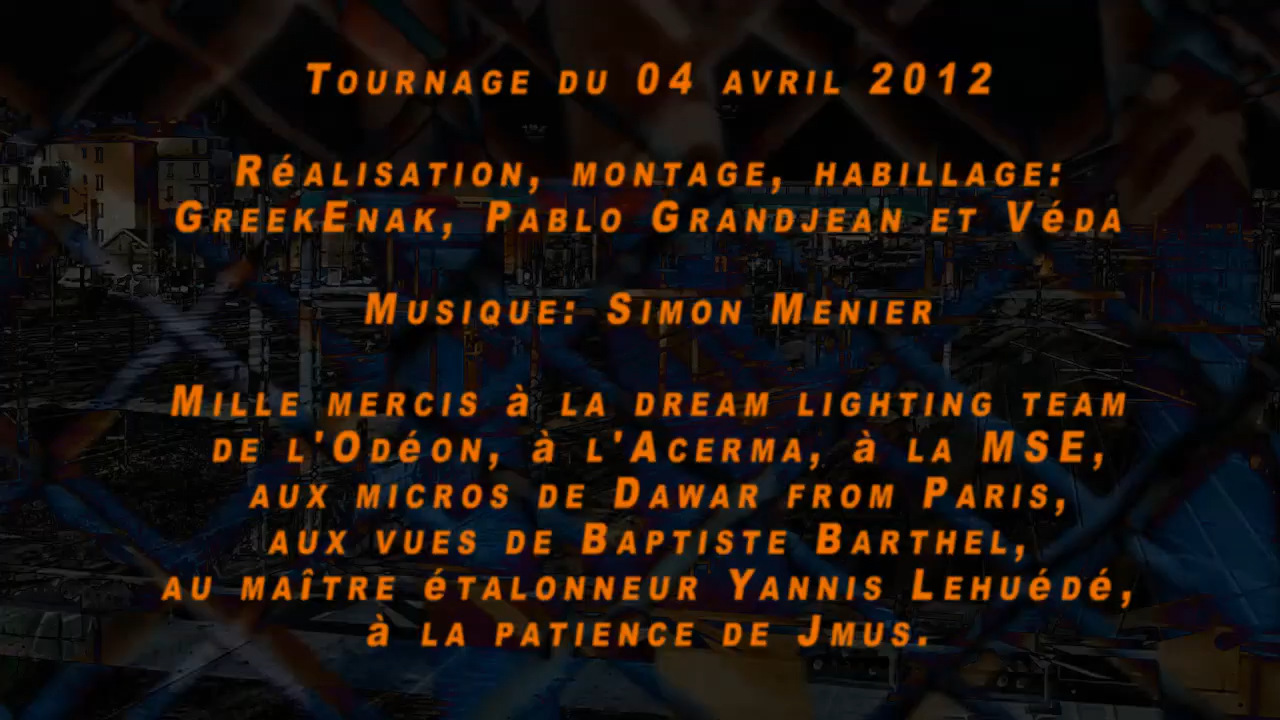 Tournage du 04 avril 2012
Réalisation, montage, habillage:
GreekEnak, Pablo Grandjean et Véda
Musique: Simon Menier
Mille mercis à la dream lighting team
de l'Odéon, à l'Acerma, à la MSE,
aux micros de Dawar from Paris,
aux vues de Baptiste Barthel,
au maître étalonneur Yannis Lehuédé,
à la patience de Jmus.